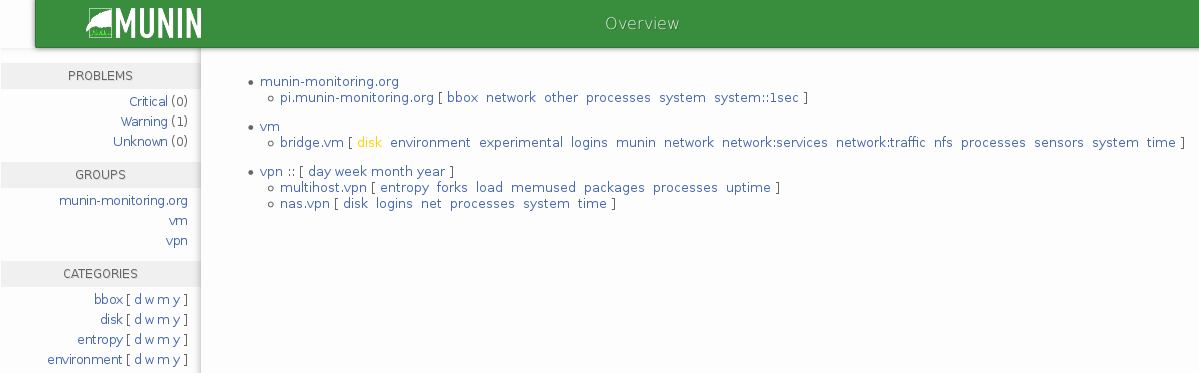 MUNIN
Overview
PROBLEMS
Critical (0)
Warning (1)
Unknown (0)
GROUPS
munin-monitoring.org
vm
vpn
CATEGORIES
bbox [ d w m y ]
disk [ d w m y ]
entropy [ d w m y ]
environment [ d w m y ]
munin-monitoring.org
pi.munin-monitoring.org [ bbox network other processes system system::1sec ]
vm
bridge.vm [ disk environment experimental logins munin network network:services network:traffic nfs processes sensors system time ]
vpn :: [ day week month year ]
multihost.vpn [ entropy forks load memused packages processes uptime ]
nas.vpn [ disk logins net processes system time ]